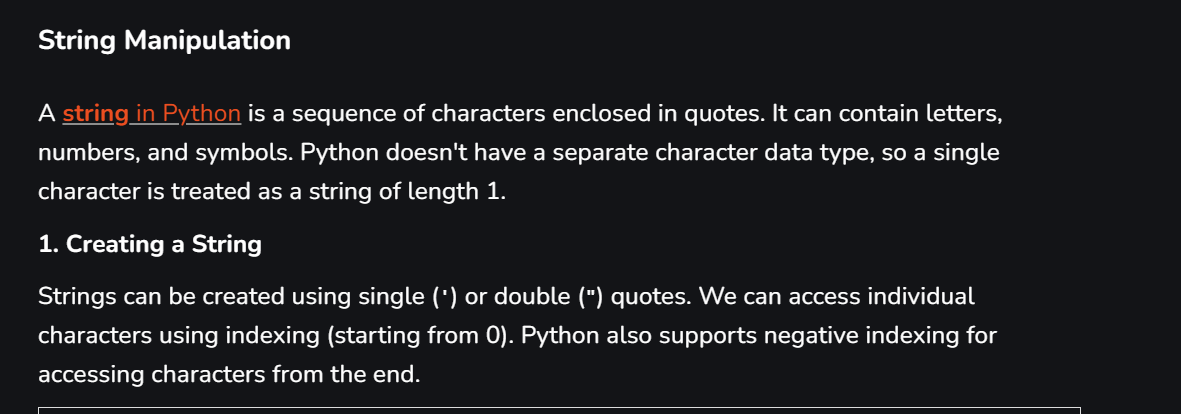 String Manipulation
A string in Python is a sequence of characters enclosed in quotes. It can contain letters,
numbers, and symbols. Python doesn't have a separate character data type, so a single
character is treated as a string of length 1.
1. Creating a String
Strings can be created using single (') or double (") quotes. We can access individual
characters using indexing (starting from 0). Python also supports negative indexing for
accessing characters from the end.